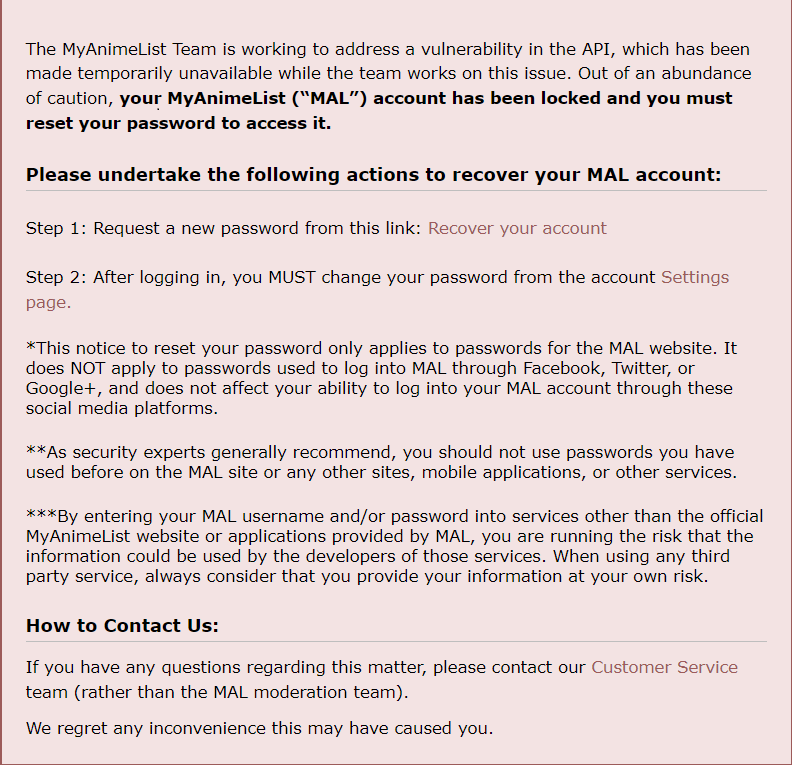 The MyAnimeList Team is working to address a vulnerability in the API, which has been
made temporarily unavailable while the team works on this issue. Out of an abundance
of caution, your MyAnimeList (“MAL”) account has been locked and you must
reset your password to access it.
Please undertake the following actions to recover your MAL account:
Step 1: Request a new password from this link: Recover your account
Step 2: After logging in, you MUST change your password from the account Settings
page.
*This notice to reset your password only applies to passwords for the MAL website. It
does NOT apply to passwords used to log into MAL through Facebook, Twitter, or
Google+, and does not affect your ability to log into your MAL account through these
social media platforms.
**As security experts generally recommend, you should not use passwords you have
used before on the MAL site or any other sites, mobile applications, or other services.
***By entering your MAL username and/or password into services other than the official
MyAnimeList website or applications provided by MAL, you are running the risk that the
information could be used by the developers of those services. When using any third
party service, always consider that you provide your information at your own risk.
How to Contact Us:
If you have any questions regarding this matter, please contact our Customer Service
team (rather than the MAL moderation team).
We regret any inconvenience this may have caused you.